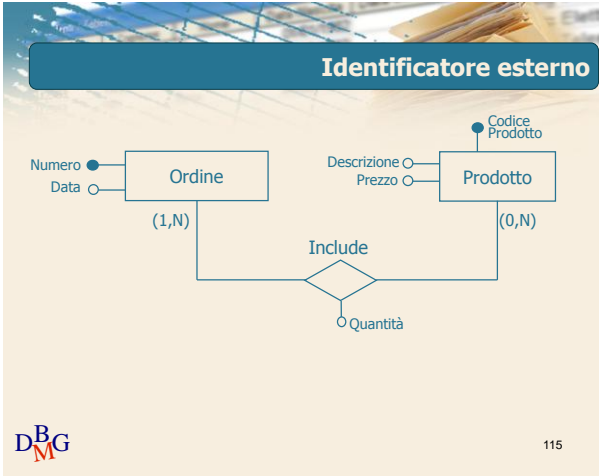 Identificatore esterno
Codice
Prodotto
Numero
Data
Ordine
Descrizione
Prezzo
Prodotto
(1,N)
(0,N)
Include
Quantità
DBMG
115